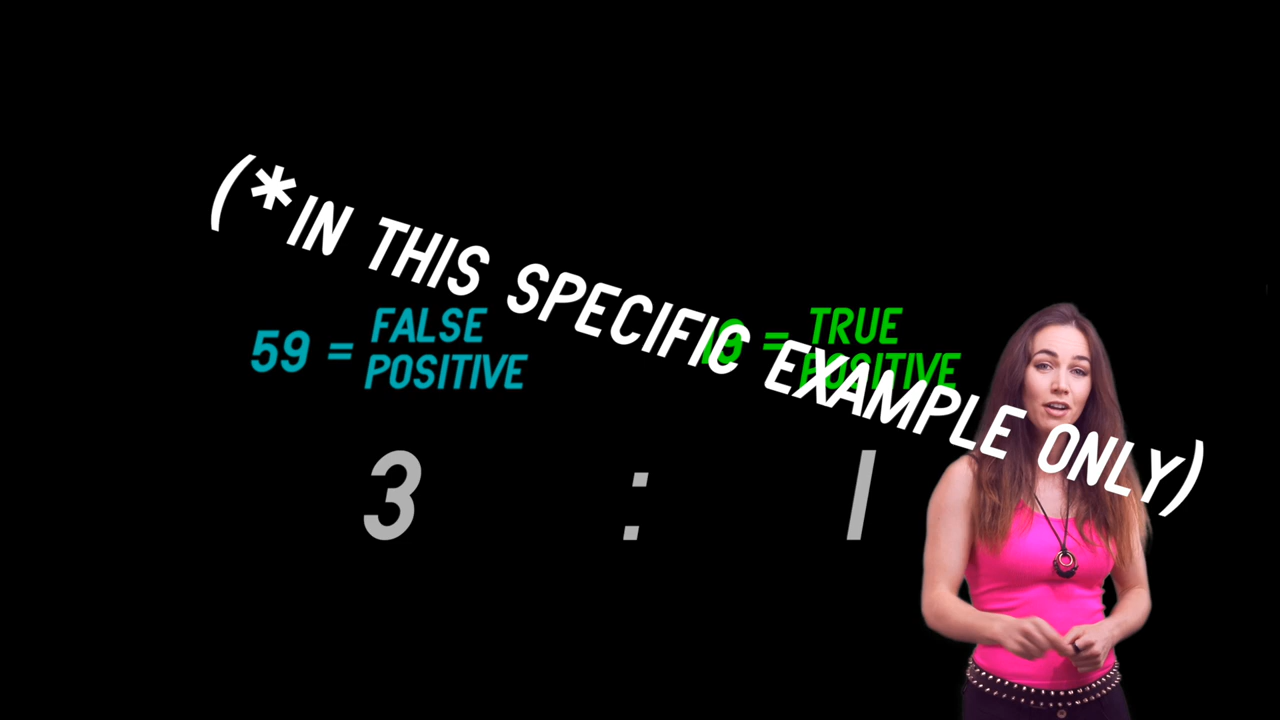 (*IN THIS SPECIFIC EXAMPLE ONLY)
59 = FALSE POSITIVE
= TRUE POSITIVE
3 : 1